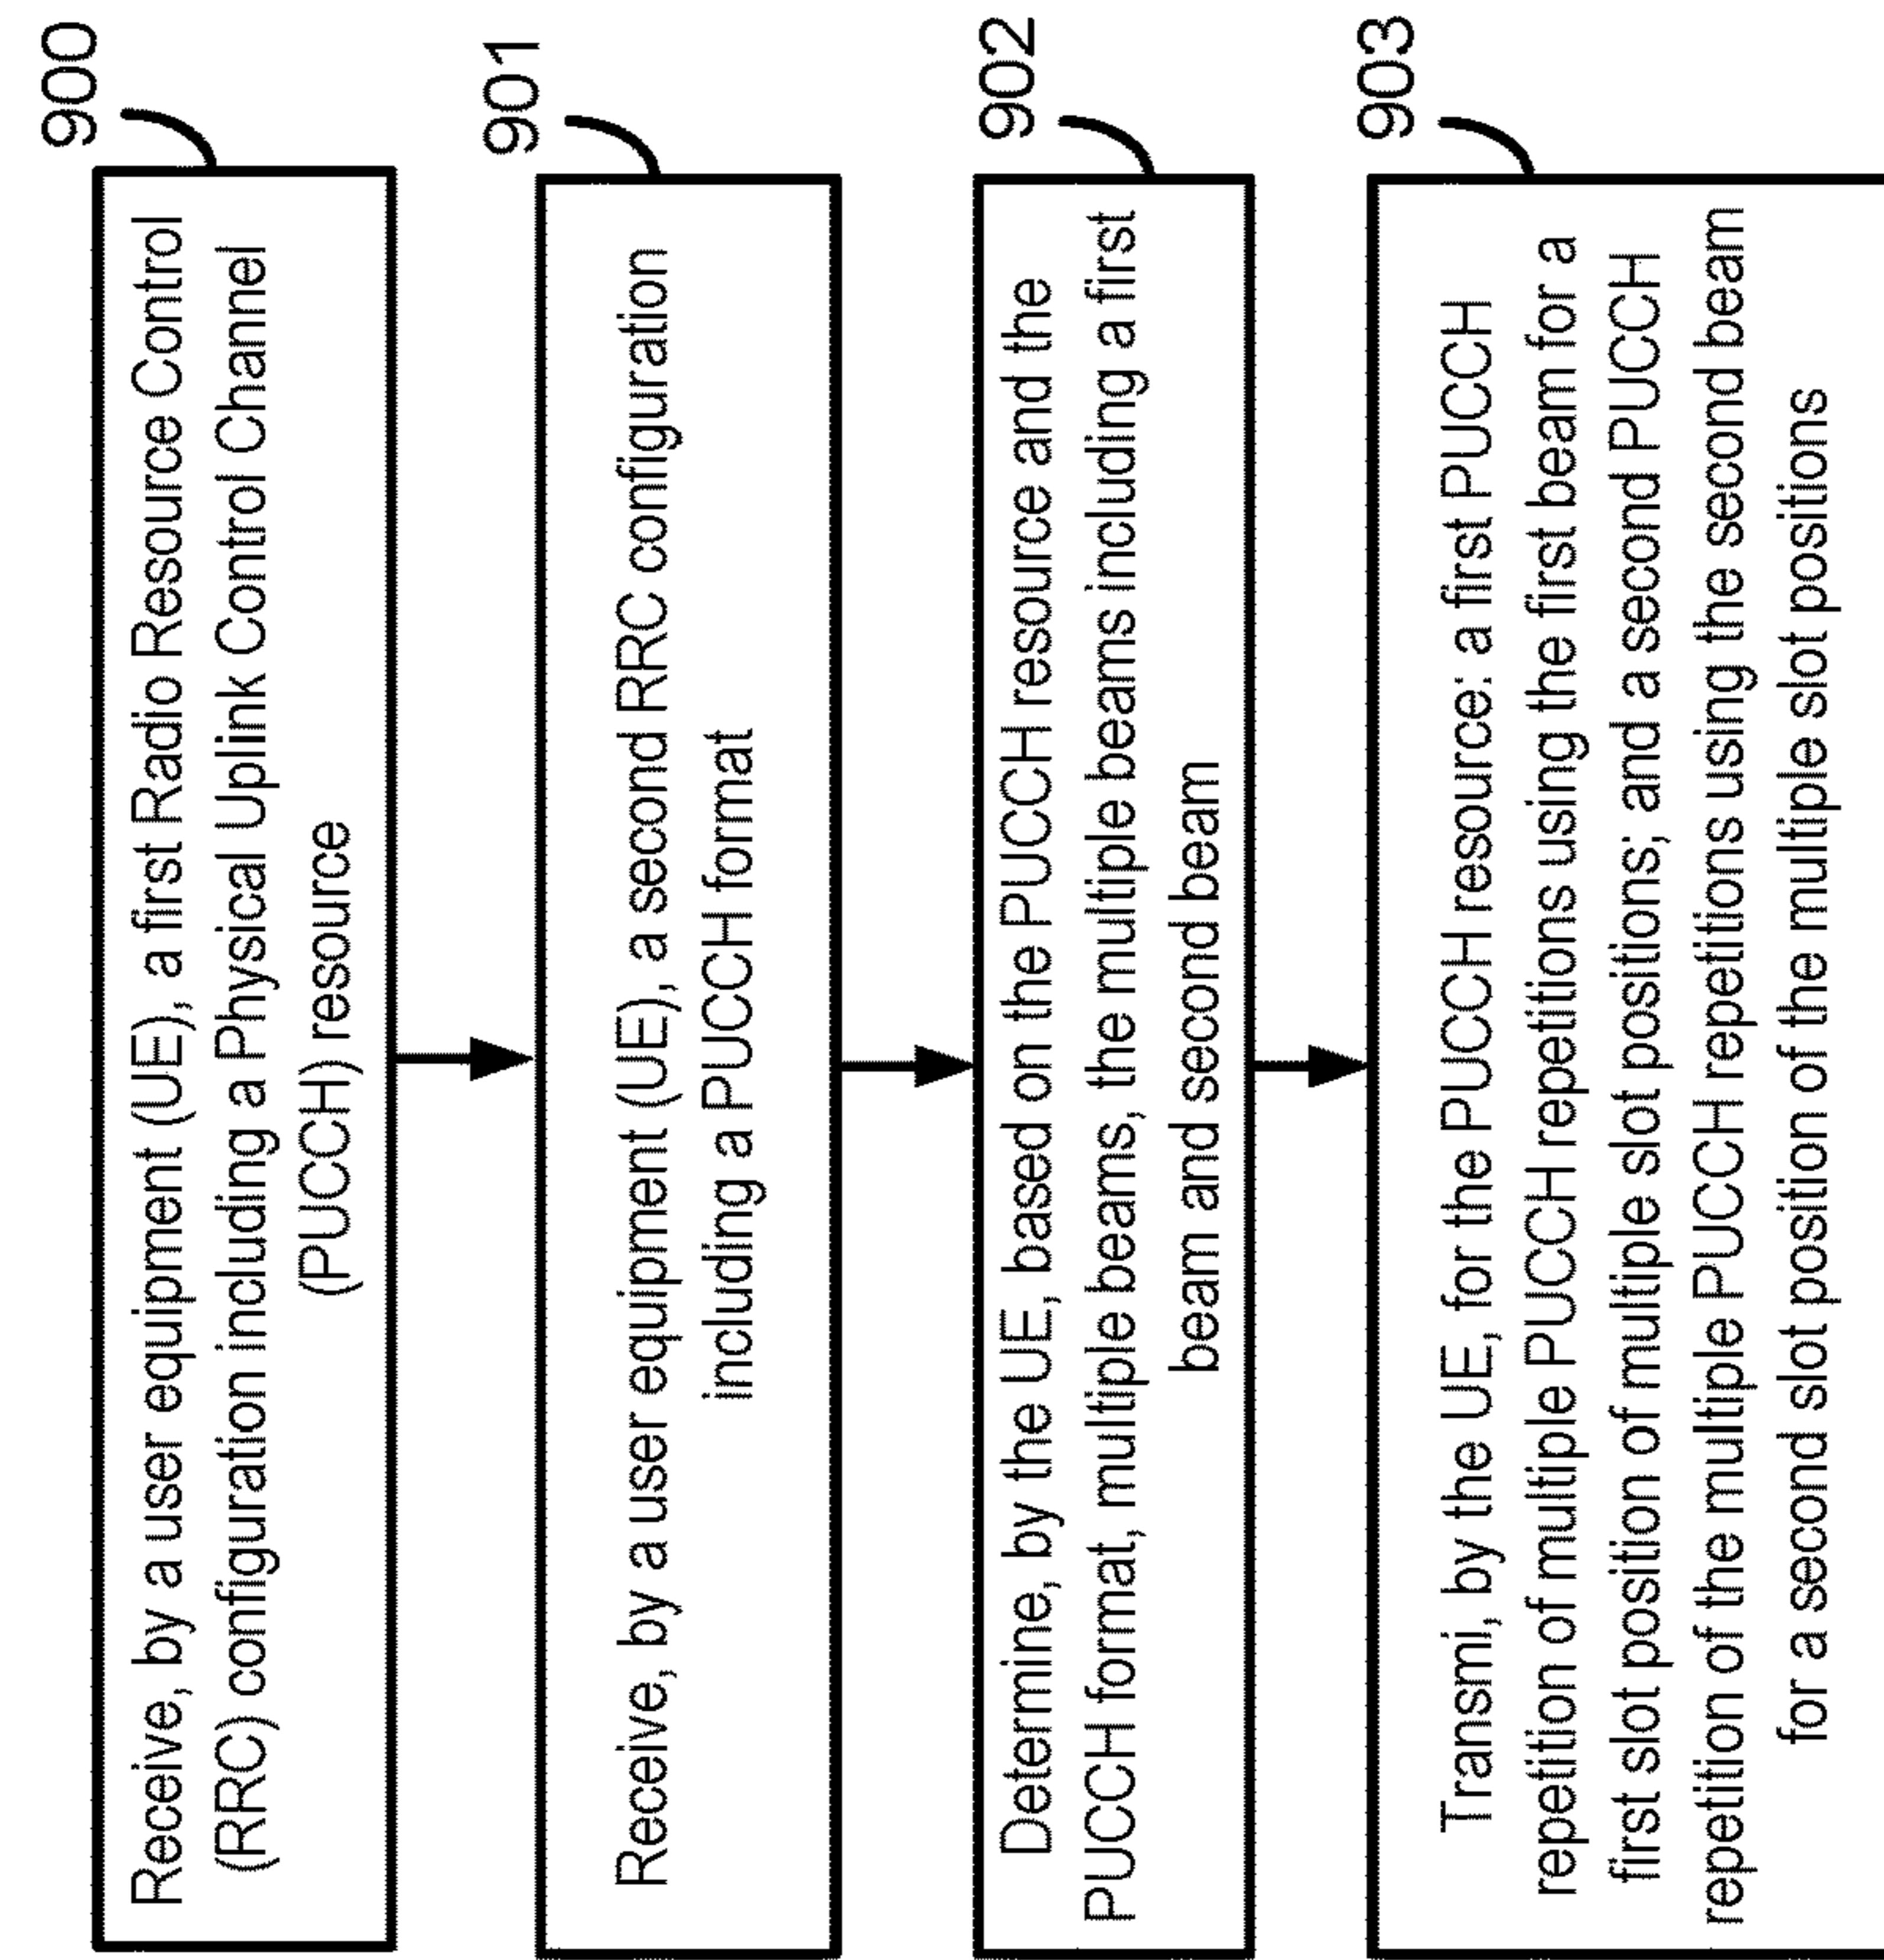 900
Receive, by a user equipment (UE), a first Radio Resource Control
(RRC) configuration including a Physical Uplink Control Channel
(PUCCH) resource
901
Receive, by a user equipment (UE), a second RRC configuration
including a PUCCH format
902
Determine, by the UE, based on the PUCCH resource and the
PUCCH format, multiple beams, the multiple beams including a first
beam and second beam
903
Transmi, by the UE, for the PUCCH resource: a first PUCCH
repetition of multiple PUCCH repetitions using the first beam for a
first slot position of multiple slot positions; and a second PUCCH
repetition of the multiple PUCCH repetitions using the second beam
for a second slot position of the multiple slot positions